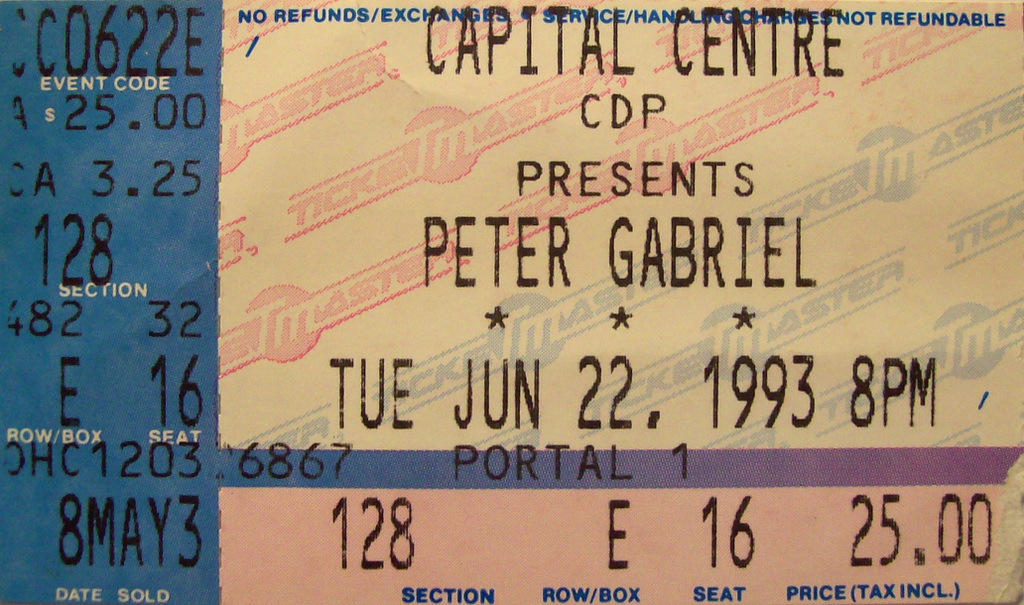 CC0622E
EVENT CODE
$ 25.00
CA 3.25
128
SECTION
482 32
E 16
ROW/BOX SEAT
OHC1203
8MAY3
DATE SOLD
NO REFUNDS/EXCHANGES • SERVICE/HANDLING CHARGES NOT REFUNDABLE
CAPITAL CENTRE
CDP
PRESENTS
PETER GABRIEL
* * *
TUE JUN 22. 1993 8PM
6867 PORTAL 1
128 E 16 25.00
SECTION ROW/BOX SEAT PRICE (TAX INCL.)
TICKETMASTER